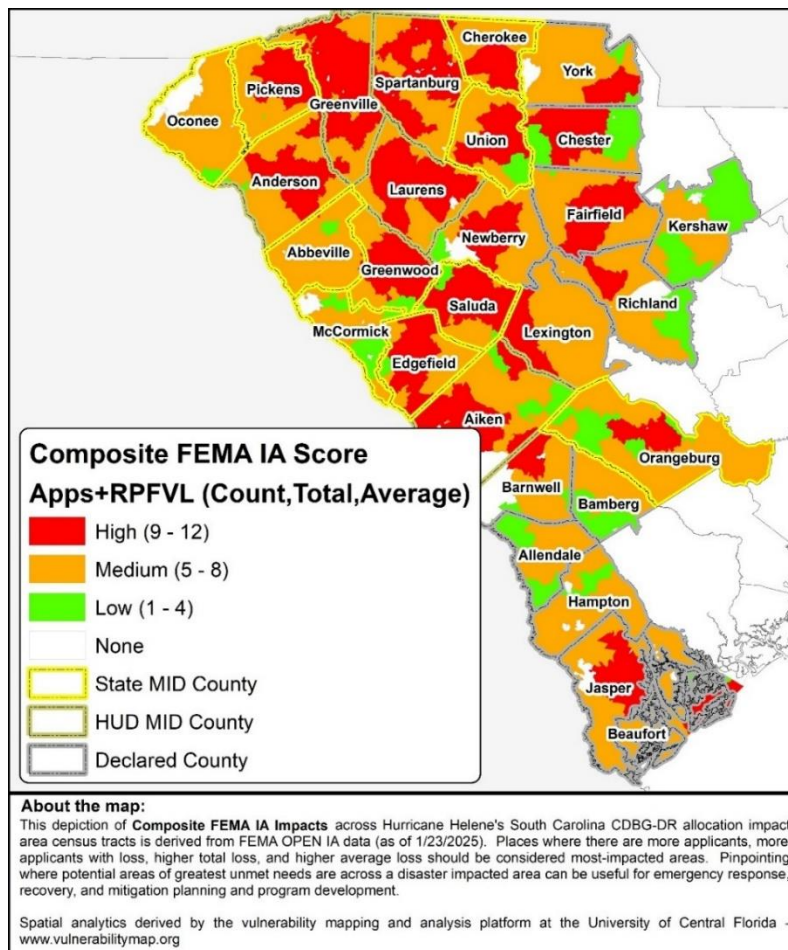 Cherokee
York
Pickens
Spartanburg
Greenville
Oconee
Union
Chester
Anderson
Laurens
Fairfield
Kershaw
Abbeville
Newberry
Greenwood
Richland
Saluda
McCormick
Lexington
Edgefield
Aiken
Orangeburg
Barnwell
Bamberg
Allendale
Hampton
Jasper
Beaufort
Composite FEMA IA Score
Apps+RPFVL (Count,Total,Average)
High (9 - 12)
Medium (5 - 8)
Low (1 - 4)
None
State MID County
HUD MID County
Declared County
About the map:
This depiction of Composite FEMA IA Impacts across Hurricane Helene's South Carolina CDBG-DR allocation impact
area census tracts is derived from FEMA OPEN IA data (as of 1/23/2025). Places where there are more applicants, more
applicants with loss, higher total loss, and higher average loss should be considered most-impacted areas. Pinpointing
where potential areas of greatest unmet needs are across a disaster impacted area can be useful for emergency response,
recovery, and mitigation planning and program development.
Spatial analytics derived by the vulnerability mapping and analysis platform at the University of Central Florida -
www.vulnerabilitymap.org